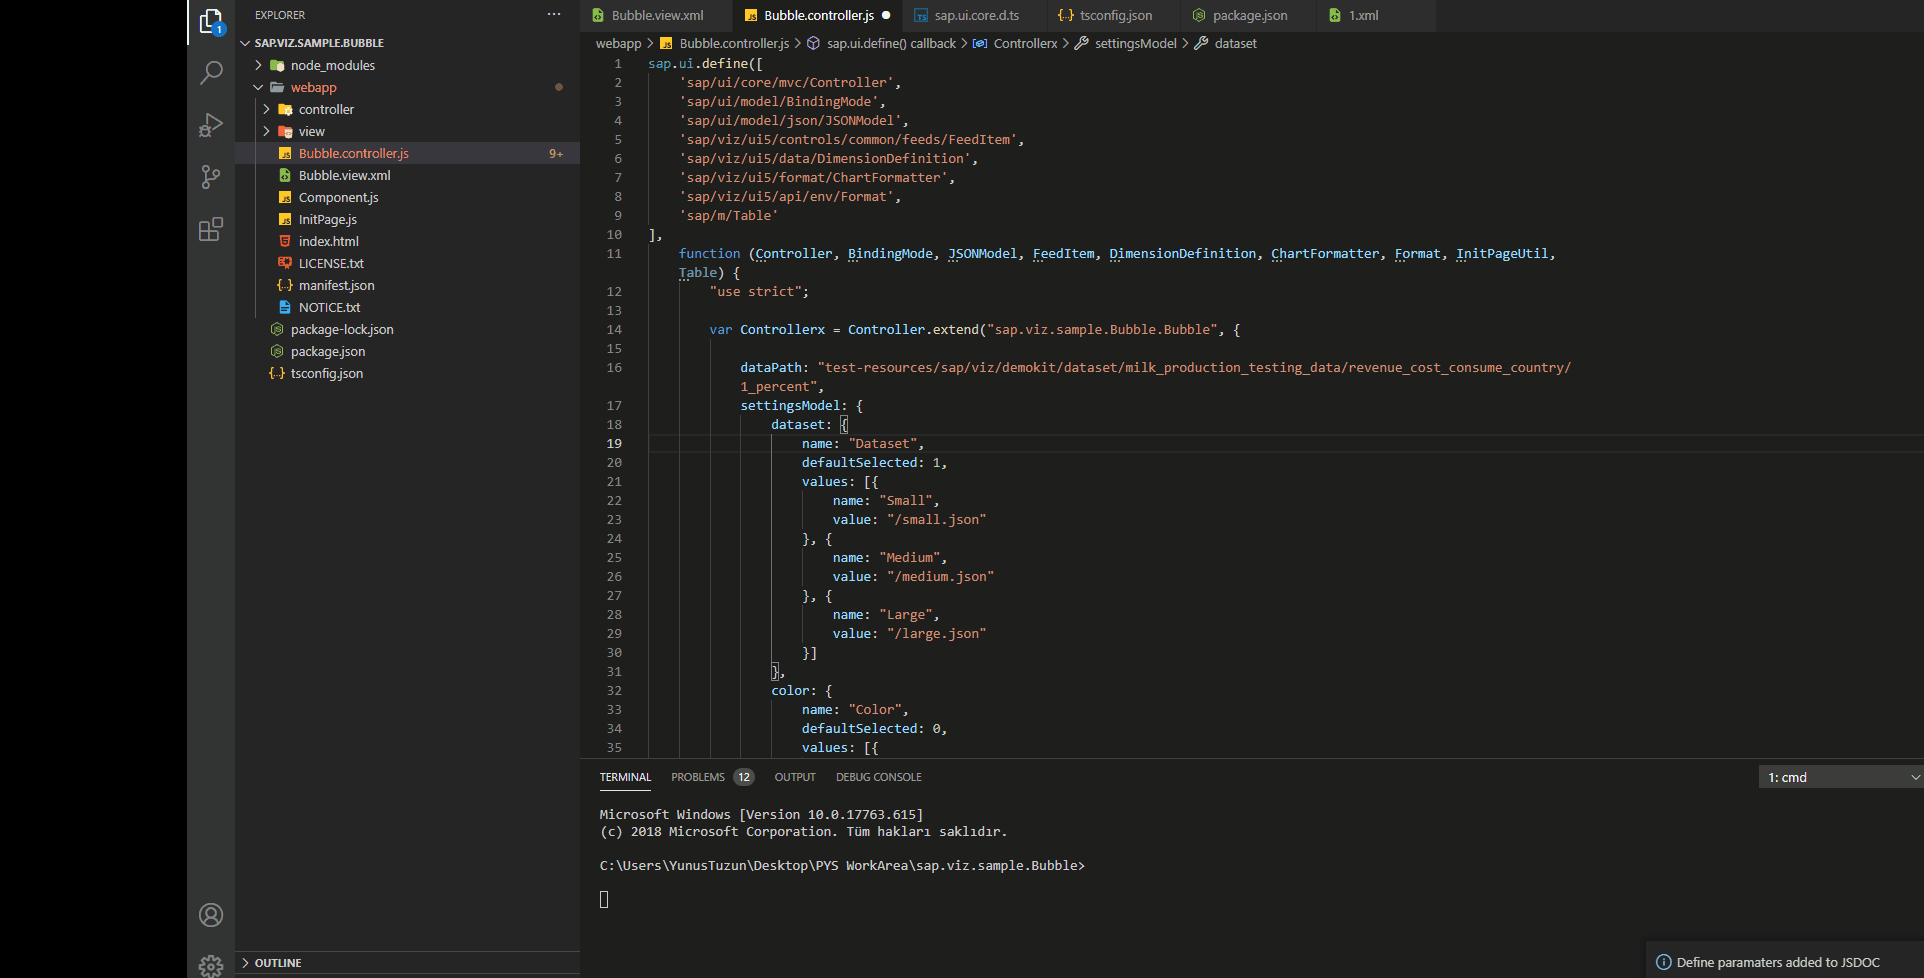 EXPLORER
SAP.VIZ.SAMPLE.BUBBLE
node_modules
webapp
controller
view
Bubble.controller.js 9+
Bubble.view.xml
Component.js
InitPage.js
index.html
LICENSE.txt
manifest.json
NOTICE.txt
package-lock.json
package.json
tsconfig.json
OUTLINE
1
Bubble.view.xml Bubble.controller.js sap.ui.core.d.ts tsconfig.json package.json 1.xml
webapp > Bubble.controller.js > sap.ui.define() callback > Controllerx > settingsModel > dataset
1 sap.ui.define([
2 'sap/ui/core/mvc/Controller',
3 'sap/ui/model/BindingMode',
4 'sap/ui/model/json/JSONModel',
5 'sap/viz/ui5/controls/common/feeds/FeedItem',
6 'sap/viz/ui5/data/DimensionDefinition',
7 'sap/viz/ui5/format/ChartFormatter',
8 'sap/viz/ui5/api/env/Format',
9 'sap/m/Table'
10 ],
11 function (Controller, BindingMode, JSONModel, FeedItem, DimensionDefinition, ChartFormatter, Format, InitPageUtil,
Table) {
12 "use strict";
13
14 var Controllerx = Controller.extend("sap.viz.sample.Bubble.Bubble", {
15
16 dataPath: "test-resources/sap/viz/demokit/dataset/milk_production_testing_data/revenue_cost_consume_country/
1_percent",
17 settingsModel: {
18 dataset: {
19 name: "Dataset",
20 defaultSelected: 1,
21 values: [{
22 name: "Small",
23 value: "/small.json"
24 }, {
25 name: "Medium",
26 value: "/medium.json"
27 }, {
28 name: "Large",
29 value: "/large.json"
30 }]
31 },
32 color: {
33 name: "Color",
34 defaultSelected: 0,
35 values: [{
TERMINAL PROBLEMS 12 OUTPUT DEBUG CONSOLE 1: cmd
Microsoft Windows [Version 10.0.17763.615]
(c) 2018 Microsoft Corporation. Tüm hakları saklıdır.
C:\Users\YunusTuzun\Desktop\PYS WorkArea\sap.viz.sample.Bubble>
Define paramaters added to JSDOC